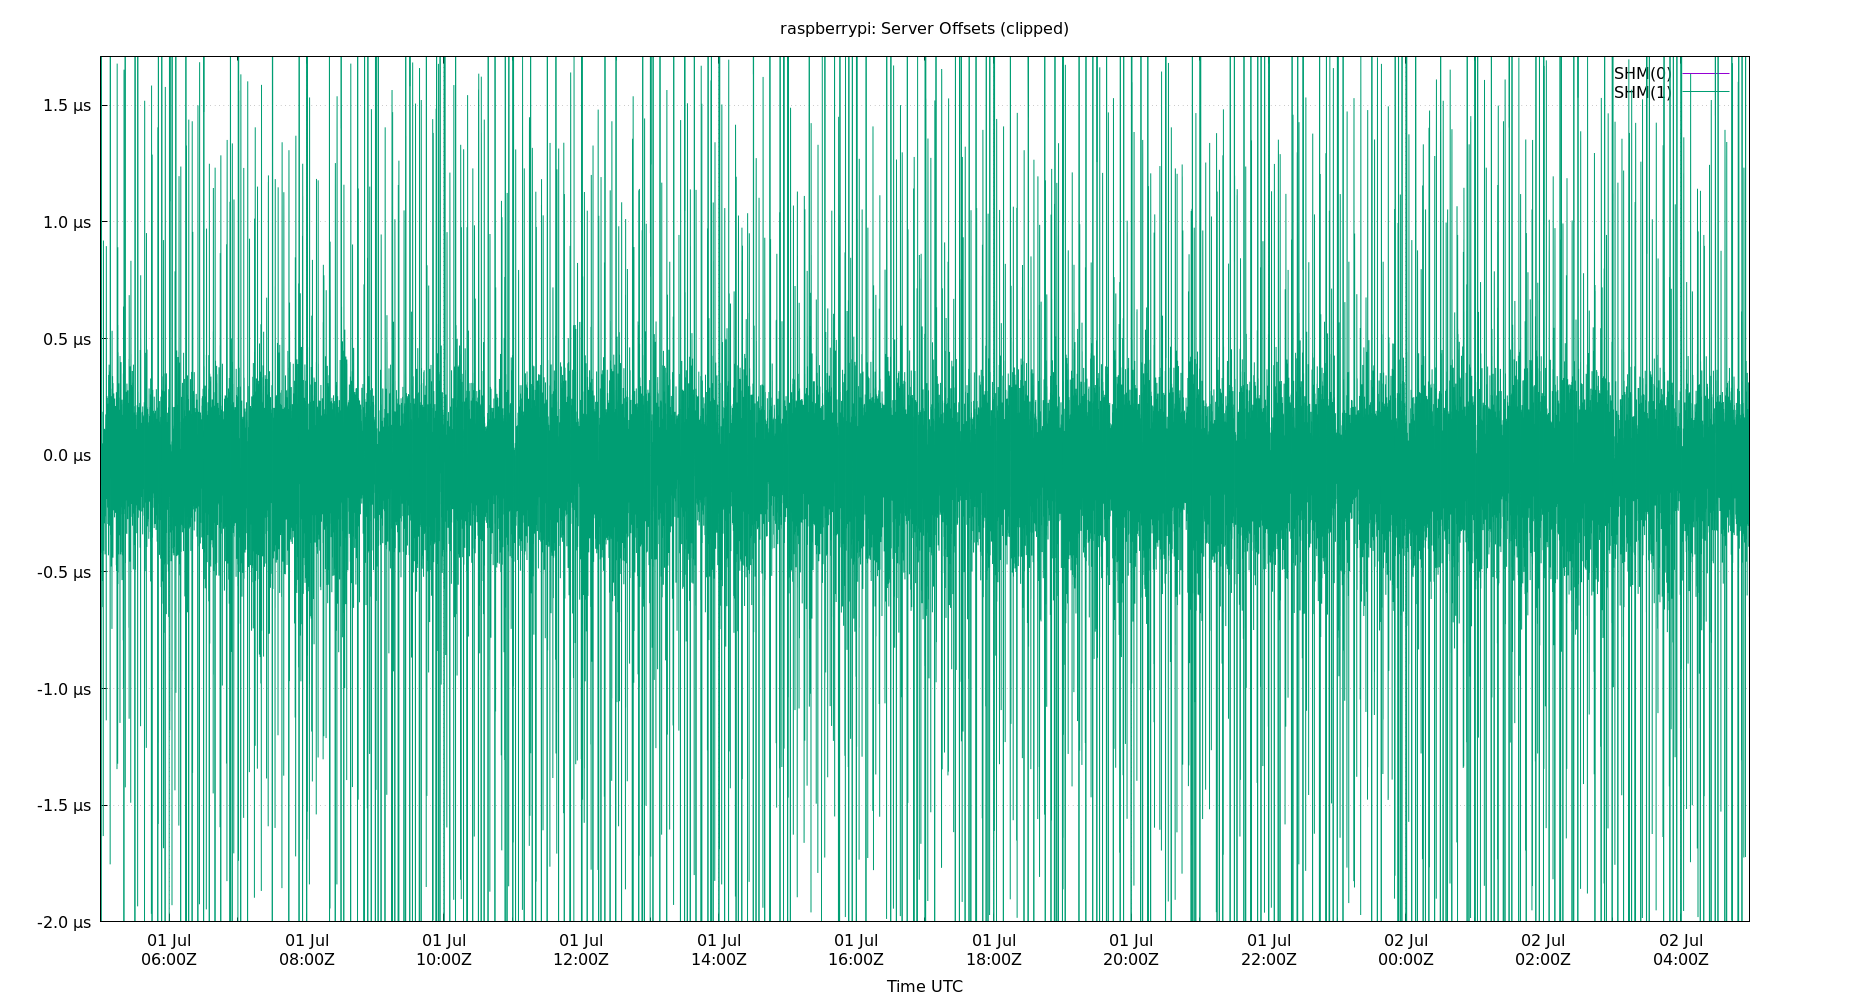 raspberrypi: Server Offsets (clipped)
SHM(0)
SHM(1)
1.5 µs
1.0 µs
0.5 µs
0.0 µs
-0.5 µs
-1.0 µs
-1.5 µs
-2.0 µs
01 Jul 01 Jul 01 Jul 01 Jul 01 Jul 01 Jul 01 Jul 01 Jul 01 Jul 02 Jul 02 Jul 02 Jul
06:00Z 08:00Z 10:00Z 12:00Z 14:00Z 16:00Z 18:00Z 20:00Z 22:00Z 00:00Z 02:00Z 04:00Z
Time UTC